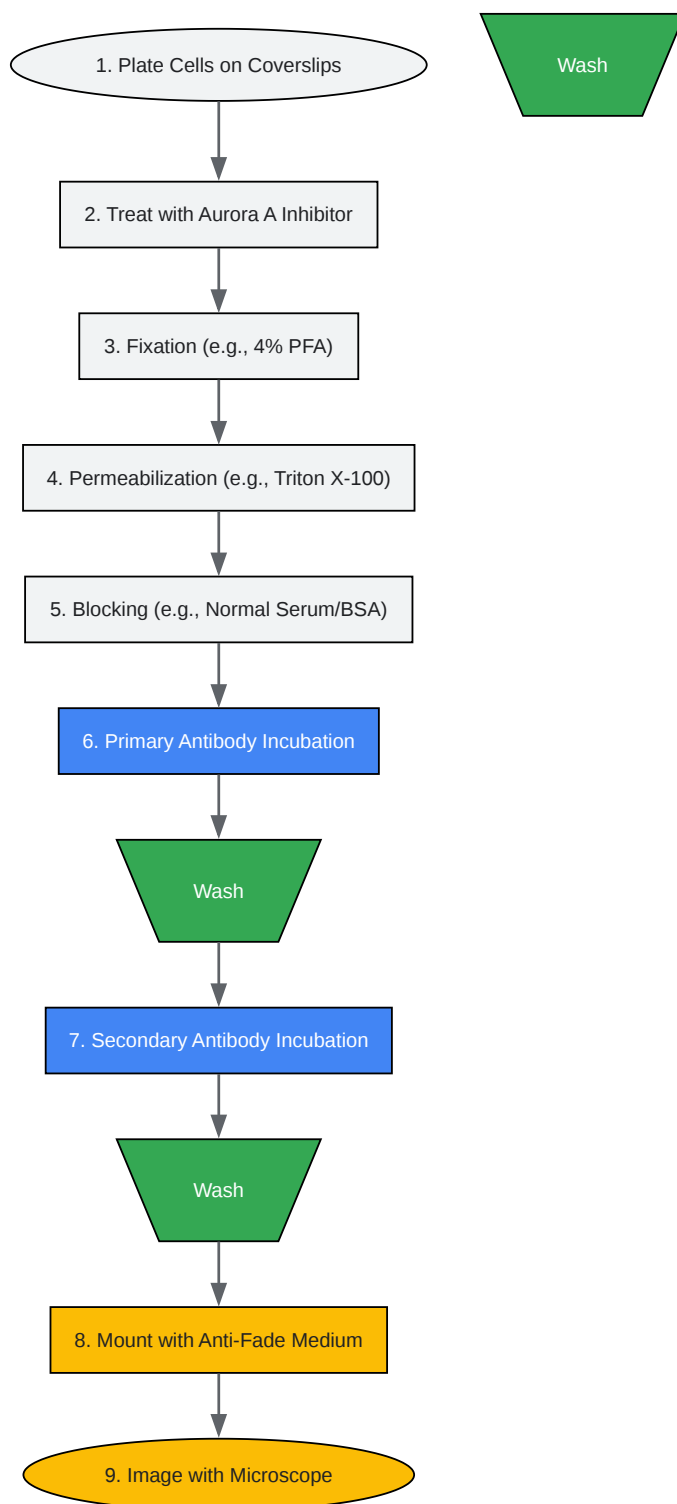 1. Plate Cells on Coverslips
Wash
2. Treat with Aurora A Inhibitor
3. Fixation (e.g., 4% PFA)
4. Permeabilization (e.g., Triton X-100)
5. Blocking (e.g., Normal Serum/BSA)
6. Primary Antibody Incubation
Wash
7. Secondary Antibody Incubation
Wash
8. Mount with Anti-Fade Medium
9. Image with Microscope